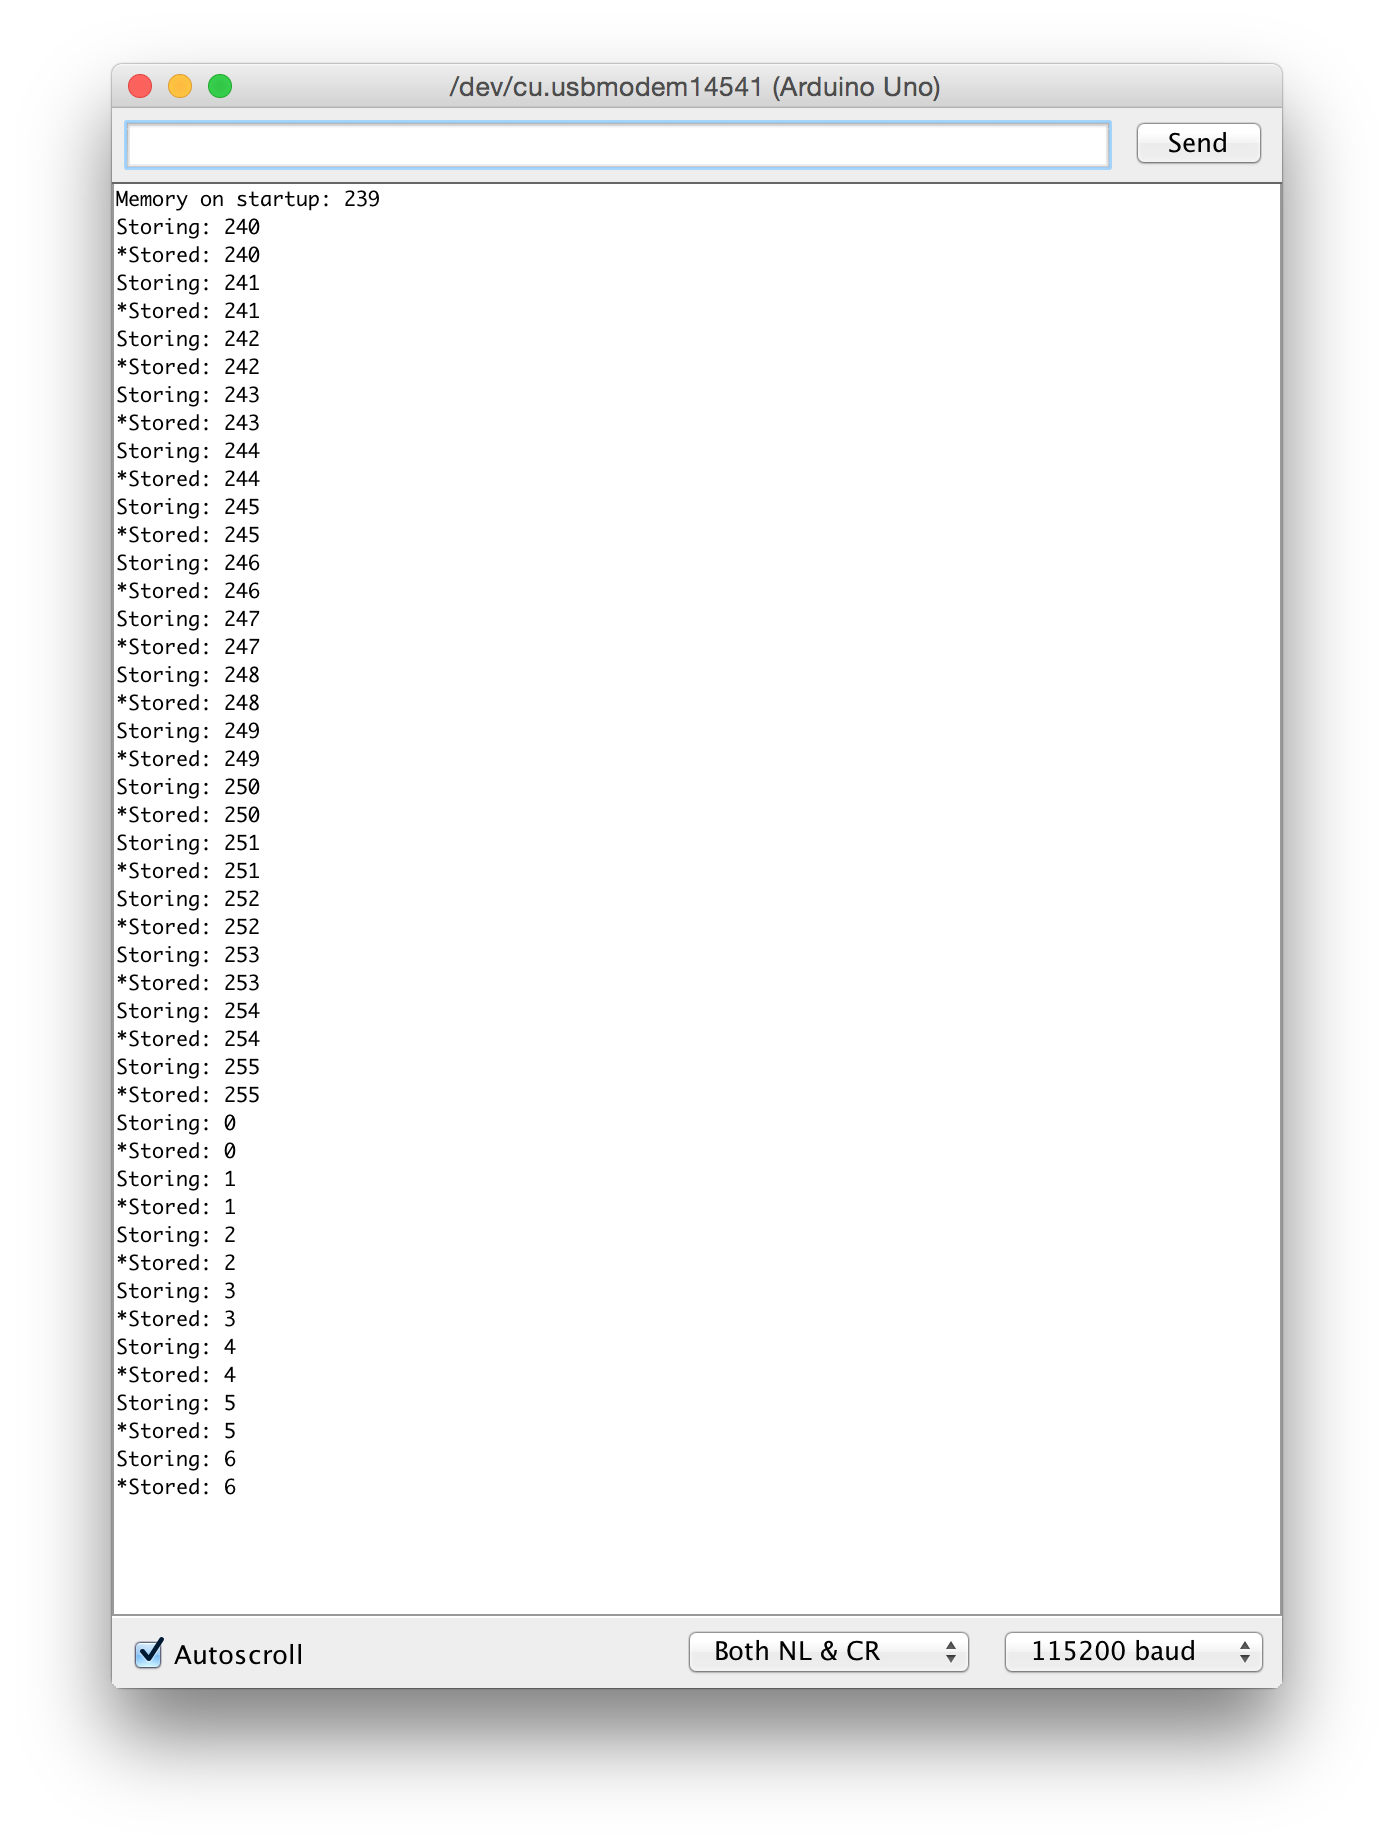 /dev/cu.usbmodem14541 (Arduino Uno)
Send
Memory on startup: 239
Storing: 240
*Stored: 240
Storing: 241
*Stored: 241
Storing: 242
*Stored: 242
Storing: 243
*Stored: 243
Storing: 244
*Stored: 244
Storing: 245
*Stored: 245
Storing: 246
*Stored: 246
Storing: 247
*Stored: 247
Storing: 248
*Stored: 248
Storing: 249
*Stored: 249
Storing: 250
*Stored: 250
Storing: 251
*Stored: 251
Storing: 252
*Stored: 252
Storing: 253
*Stored: 253
Storing: 254
*Stored: 254
Storing: 255
*Stored: 255
Storing: 0
*Stored: 0
Storing: 1
*Stored: 1
Storing: 2
*Stored: 2
Storing: 3
*Stored: 3
Storing: 4
*Stored: 4
Storing: 5
*Stored: 5
Storing: 6
*Stored: 6
Autoscroll
Both NL & CR
115200 baud